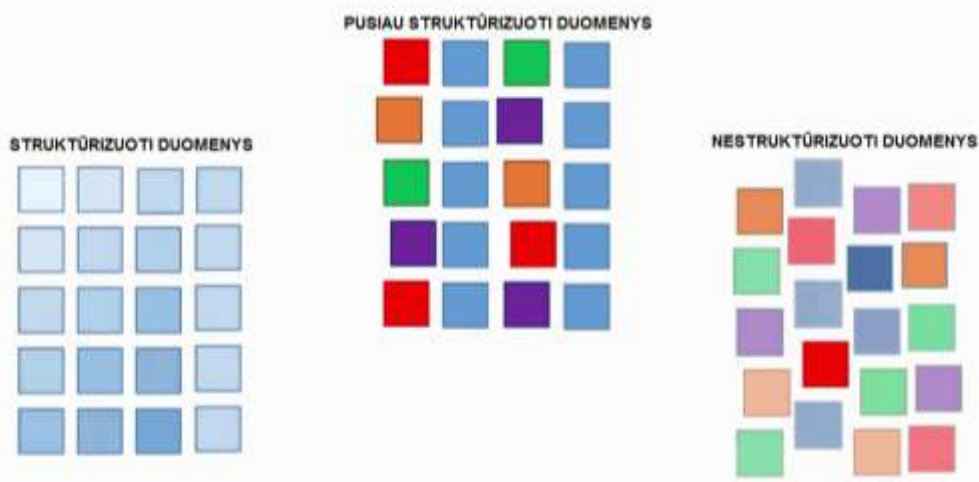 PUSIAU STRUKTŪRIZUOTI DUOMENYS
STRUKTŪRIZUOTI DUOMENYS
NESTRUKTŪRIZUOTI DUOMENYS